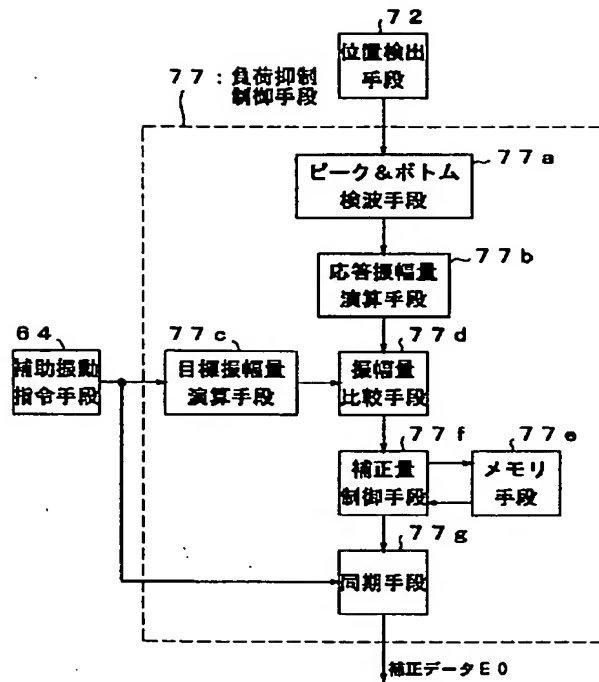 ７２
位置検出
手段
７７：負荷抑制
制御手段
７７ａ
ピーク＆ボトム
検波手段
７７ｂ
応答振幅量
演算手段
６４
補助振動
指令手段
７７ｃ
目標振幅量
演算手段
７７ｄ
振幅量
比較手段
７７ｆ
補正量
制御手段
７７ｅ
メモリ
手段
７７ｇ
同期手段
補正データＥ０